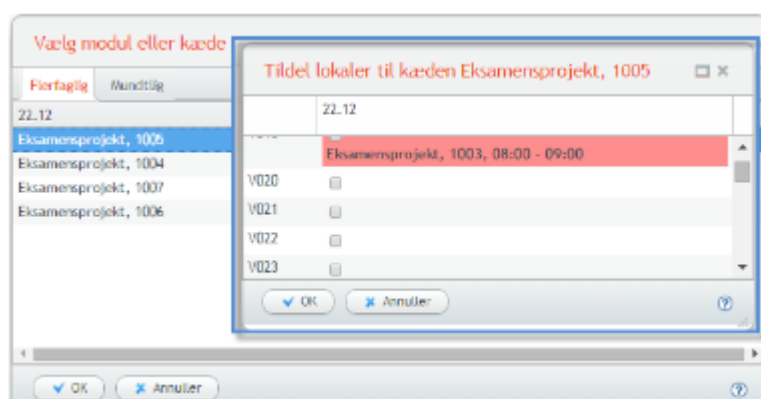 Vælg modul eller kæde
Flerfaglig Mundtlig
22.12
Eksamensprojekt, 1005
Eksamensprojekt, 1004
Eksamensprojekt, 1007
Eksamensprojekt, 1006
OK Annuller
Tildel lokaler til kæden Eksamensprojekt, 1005
22.12
Eksamensprojekt, 1003, 08:00 - 09:00
V020
V021
V022
V023
OK Annuller